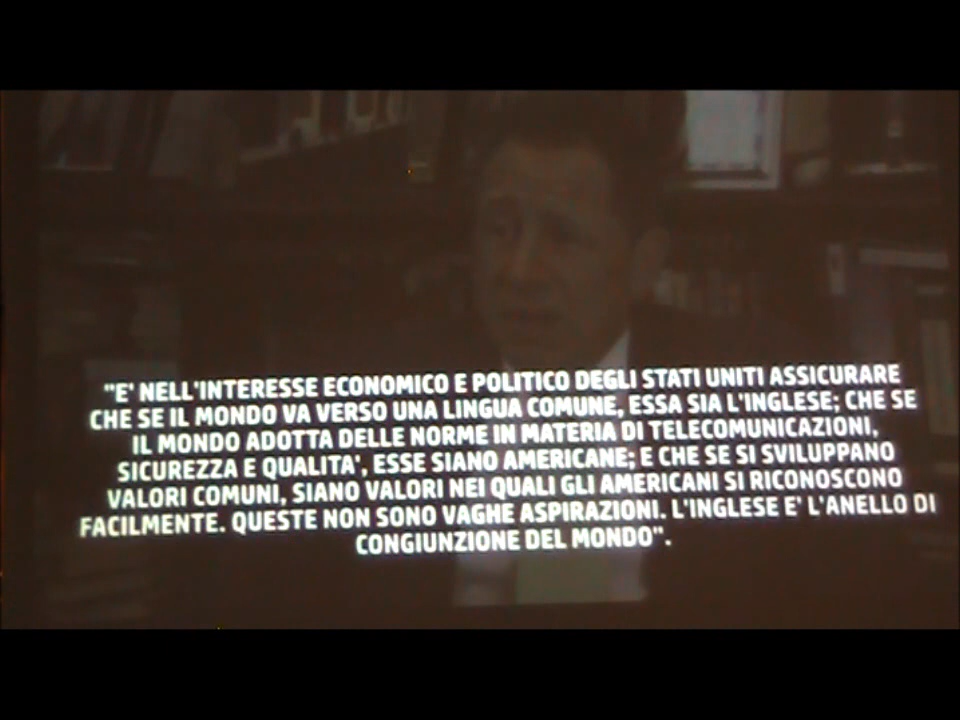 "E' NELL'INTERESSE ECONOMICO E POLITICO DEGLI STATI UNITI ASSICURARE
CHE SE IL MONDO VA VERSO UNA LINGUA COMUNE, ESSA SIA L'INGLESE; CHE SE
IL MONDO ADOTTA DELLE NORME IN MATERIA DI TELECOMUNICAZIONI,
SICUREZZA E QUALITA', ESSE SIANO AMERICANE; E CHE SE SI SVILUPPANO
VALORI COMUNI, SIANO VALORI NEI QUALI GLI AMERICANI SI RICONOSCONO
FACILMENTE. QUESTE NON SONO VAGHE ASPIRAZIONI. L'INGLESE E' L'ANELLO DI
CONGIUNZIONE DEL MONDO".